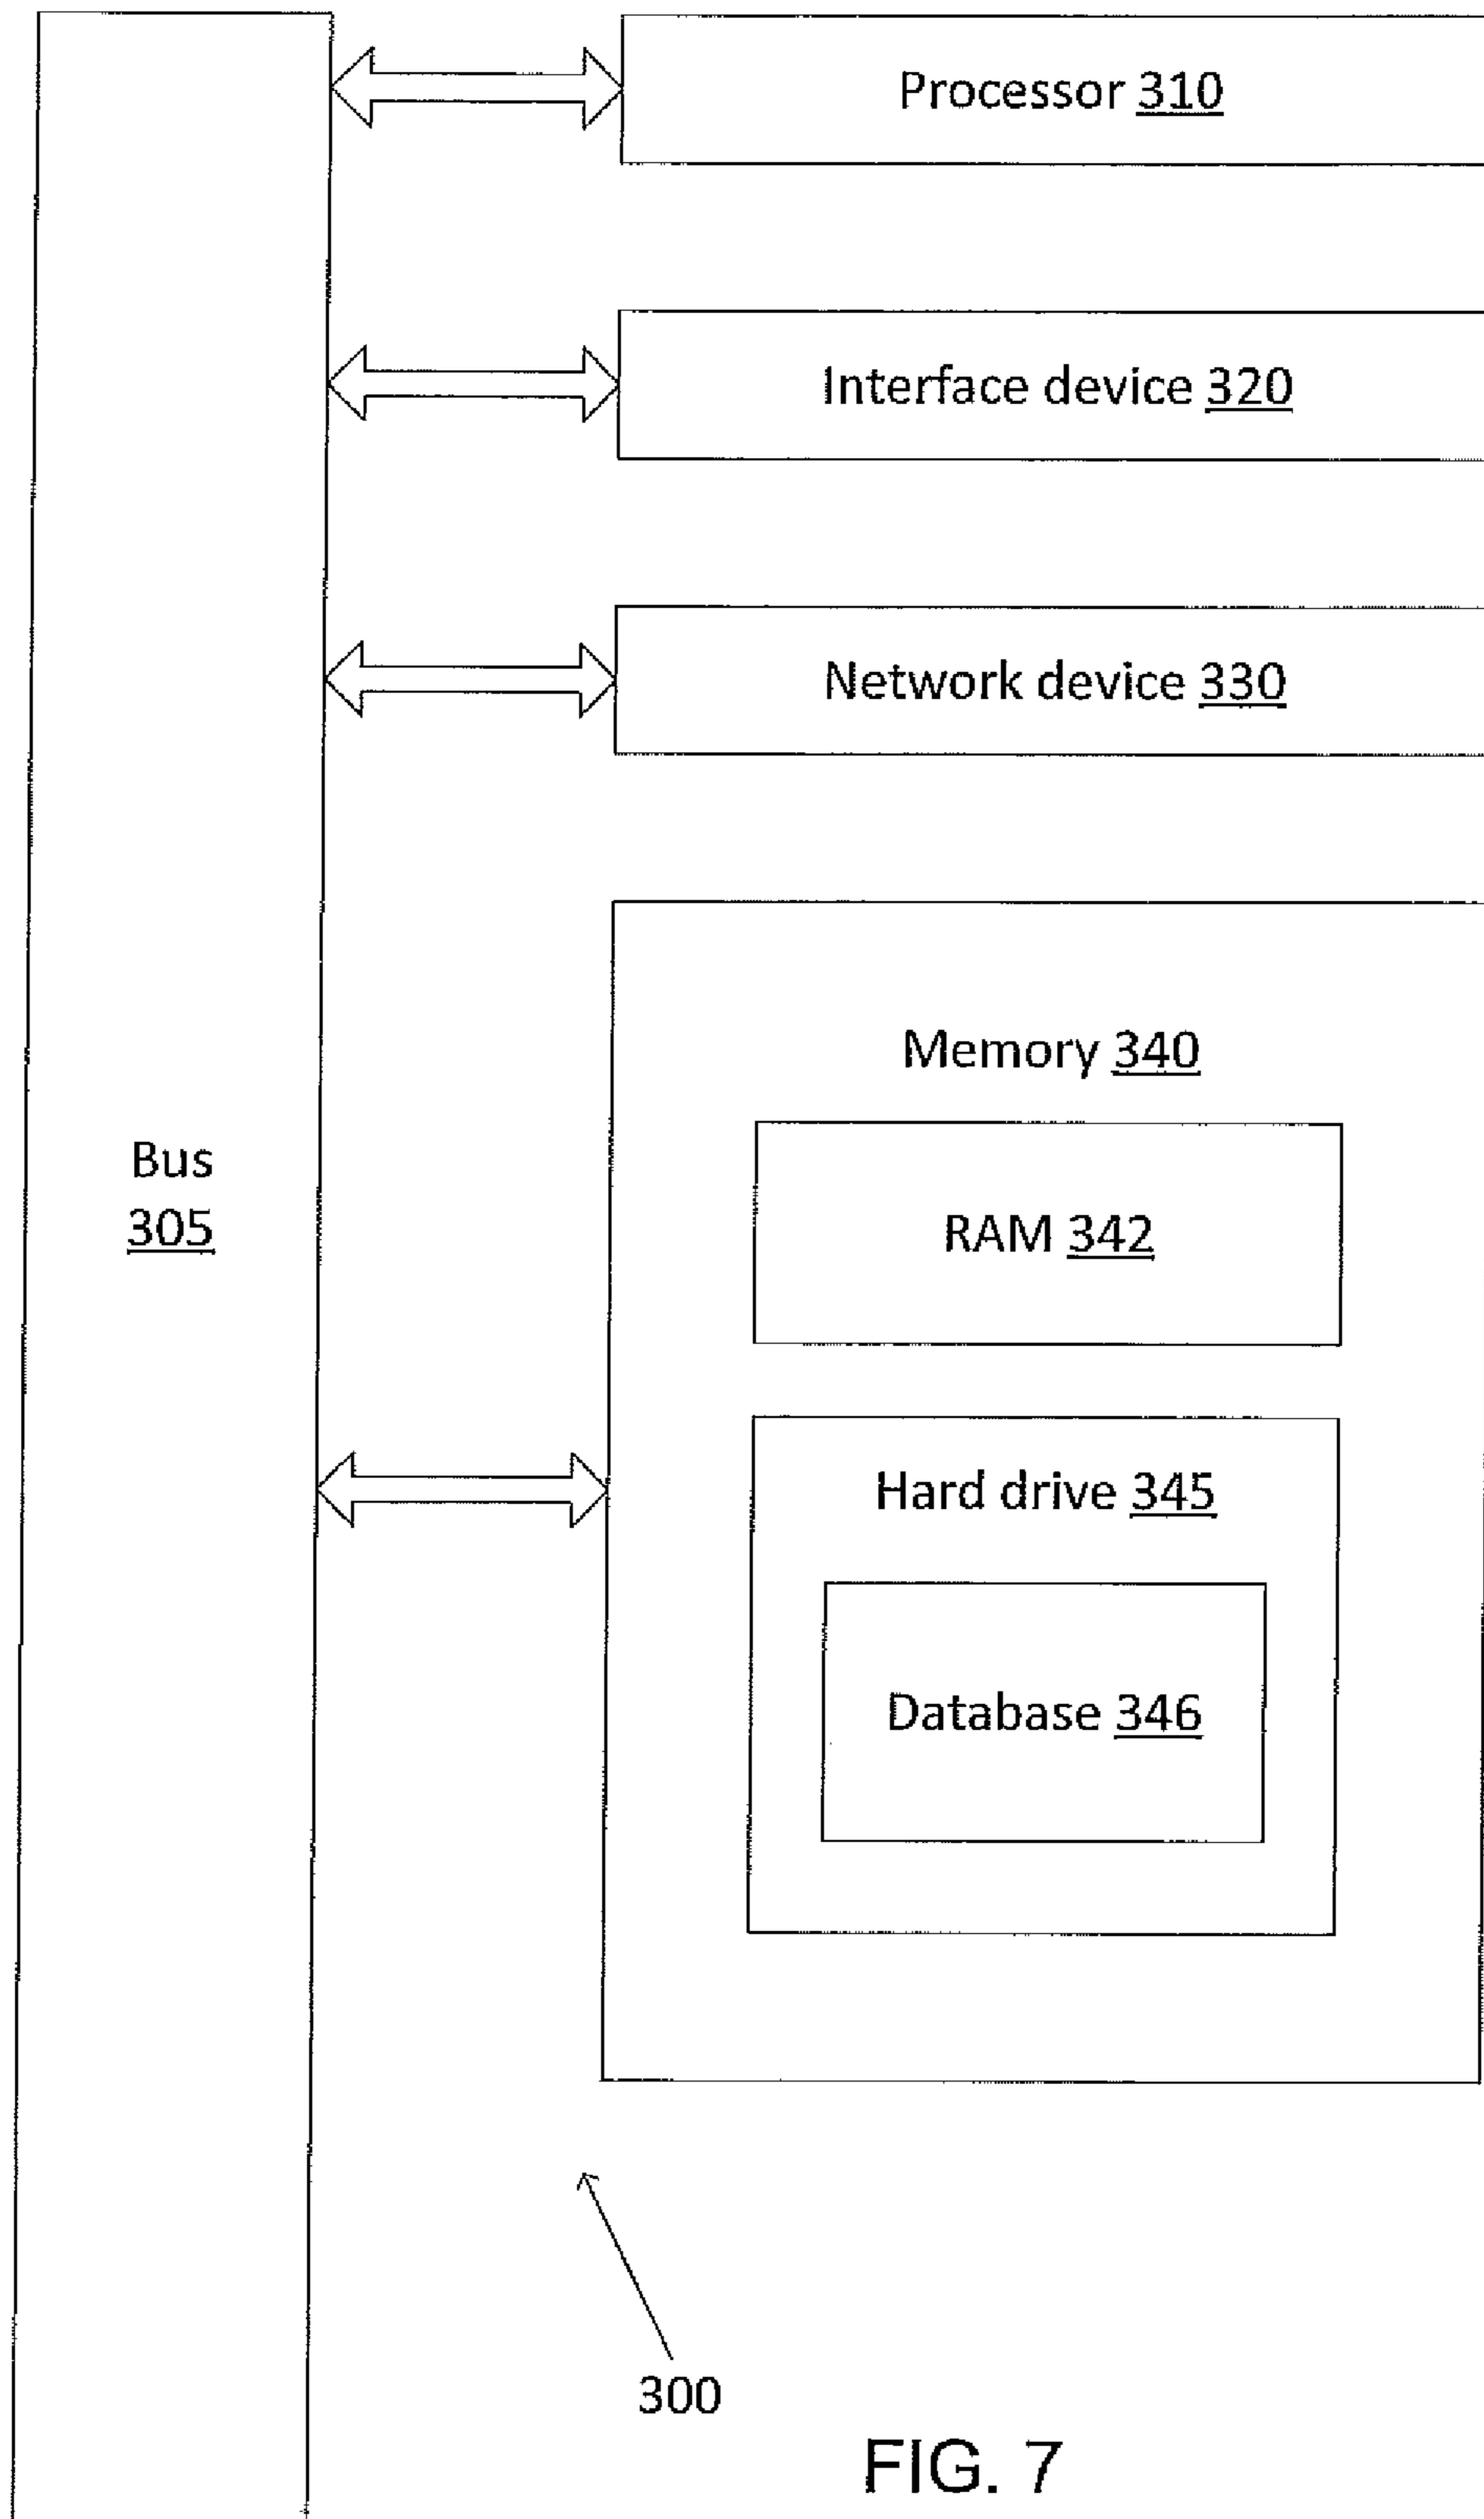 Processor 310
Interface device 320
Network device 330
Memory 340
Bus
305
RAM 342
Hard drive 345
Database 346
300
FIG. 7